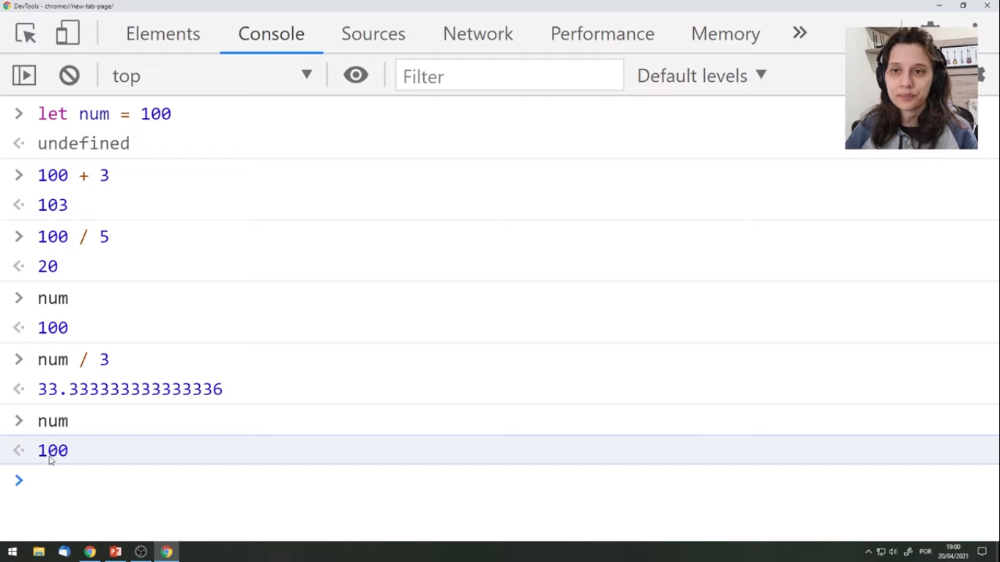 DevTools - chrome://new-tab-page/
Elements Console Sources Network Performance Memory »
top Filter Default levels
> let num = 100
undefined
> 100 + 3
103
> 100 / 5
20
> num
100
> num / 3
33.333333333333336
> num
100
>
POR 19:00
20/04/2021